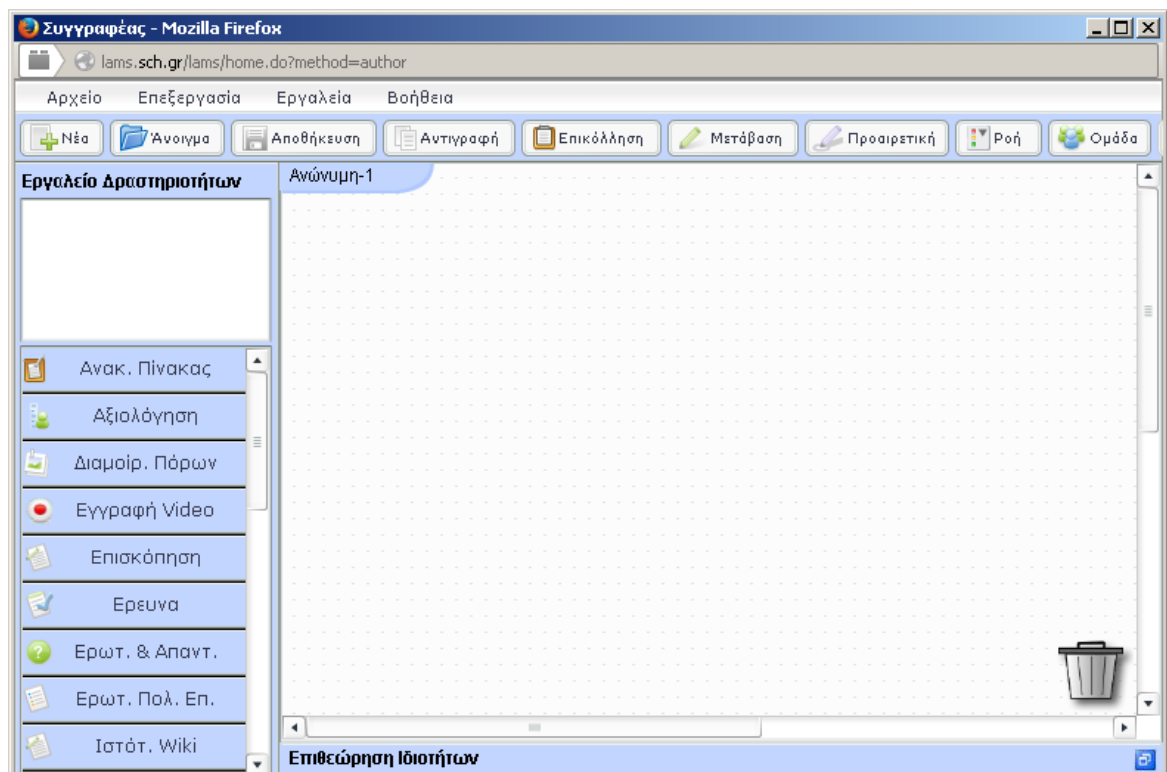 Συγγραφέας - Mozilla Firefox
lams.sch.gr/lams/home.do?method=author
Αρχείο Επεξεργασία Εργαλεία Βοήθεια
Νέα Άνοιγμα Αποθήκευση Αντιγραφή Επικόλληση Μετάβαση Προαιρετική Ροή Ομάδα
Εργαλείο Δραστηριοτήτων
Ανώνυμη-1
Ανακ. Πίνακας
Αξιολόγηση
Διαμοίρ. Πόρων
Εγγραφή Video
Επισκόπηση
Ερευνα
Ερωτ. & Απαντ.
Ερωτ. Πολ. Επ.
Ιστότ. Wiki
Επιθεώρηση Ιδιοτήτων